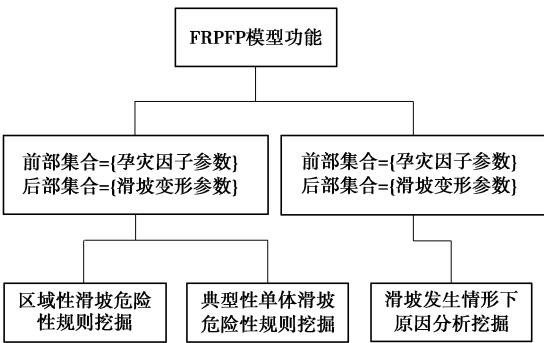 FRPFP模型功能
前部集合={孕灾因子参数}
后部集合={滑坡变形参数}
前部集合={孕灾因子参数}
后部集合={滑坡变形参数}
区域性滑坡危险
性规则挖掘
典型性单体滑坡
危险性规则挖掘
滑坡发生情形下
原因分析挖掘